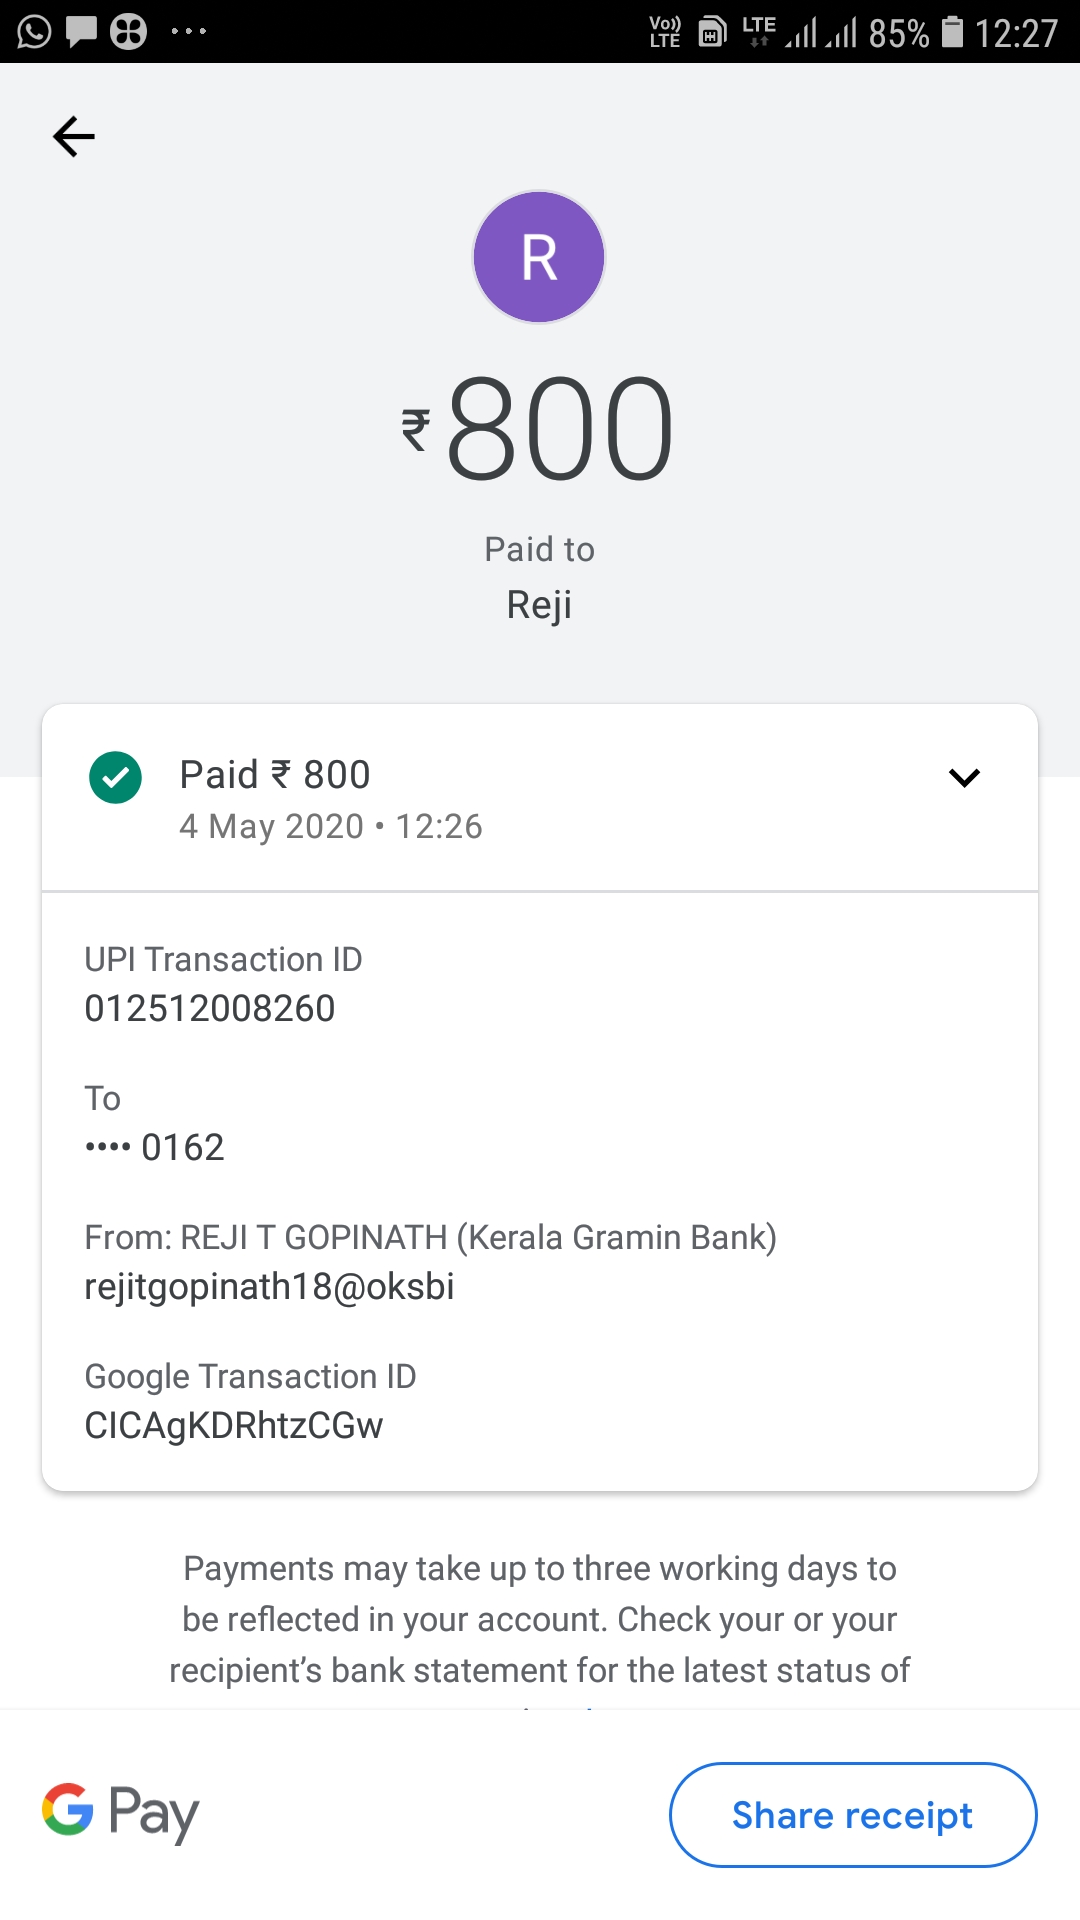 Vo)) LTE LTE 85% 12:27
R
₹800
Paid to
Reji
Paid ₹ 800
4 May 2020 • 12:26
UPI Transaction ID
012512008260
To
•••• 0162
From: REJI T GOPINATH (Kerala Gramin Bank)
rejitgopinath18@oksbi
Google Transaction ID
CICAgKDRhtzCGw
Payments may take up to three working days to
be reflected in your account. Check your or your
recipient's bank statement for the latest status of
G Pay
Share receipt